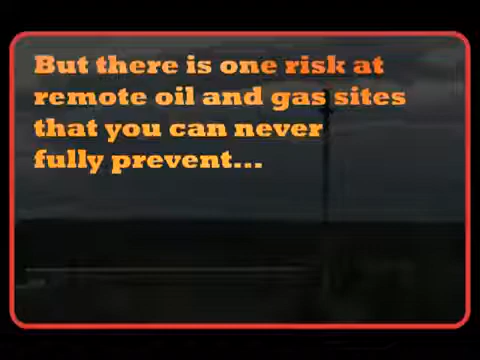 But there is one risk at
remote oil and gas sites
that you can never
fully prevent...